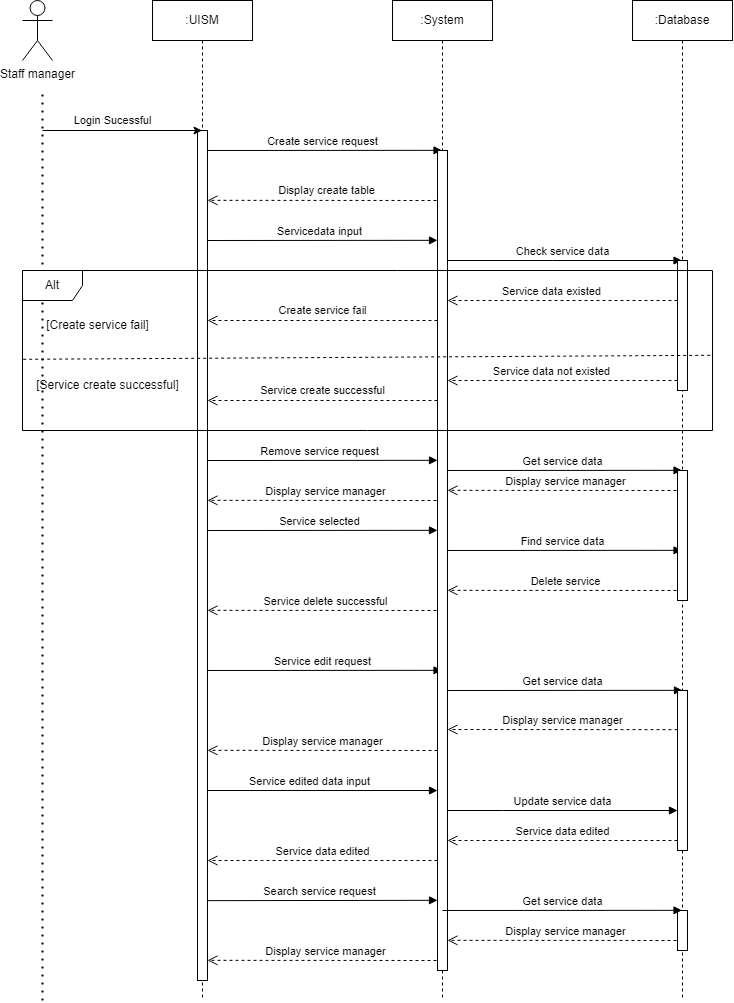 :UISM
:System
:Database
Staff manager
Login Sucessful
Create service request
Display create table
Servicedata input
Check service data
Alt
Service data existed
Create service fail
[Create service fail]
Service data not existed
[Service create successful]
Service create successful
Remove service request
Get service data
Display service manager
Display service manager
Service selected
Find service data
Delete service
Service delete successful
Service edit request
Get service data
Display service manager
Display service manager
Service edited data input
Update service data
Service data edited
Service data edited
Search service request
Get service data
Display service manager
Display service manager